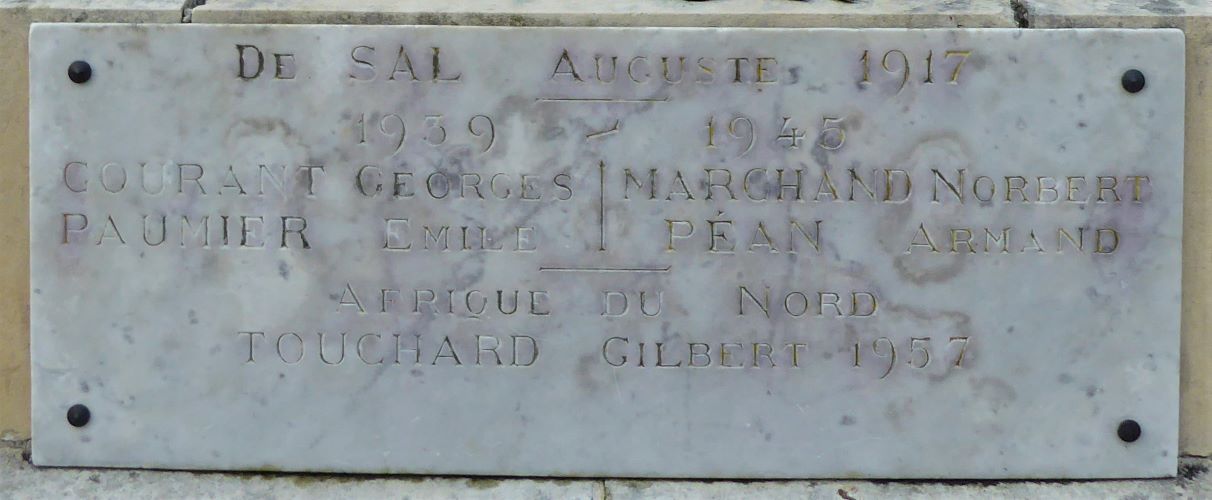 DE SAL AUGUSTE 1917
1939 - 1945
COURANT GEORGES MARCHAND NORBERT
PAUMIER EMILE PÉAN ARMAND
AFRIQUE DU NORD
TOUCHARD GILBERT 1957